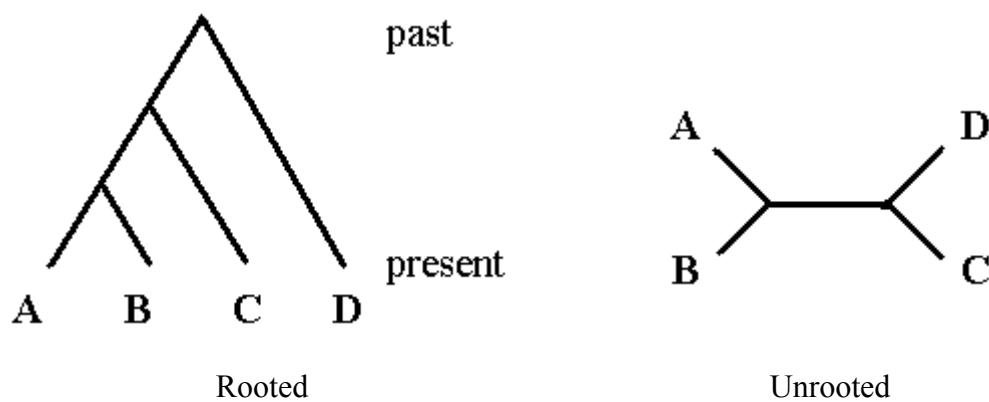 past
present
A B C D
Rooted
A
D
B
C
Unrooted